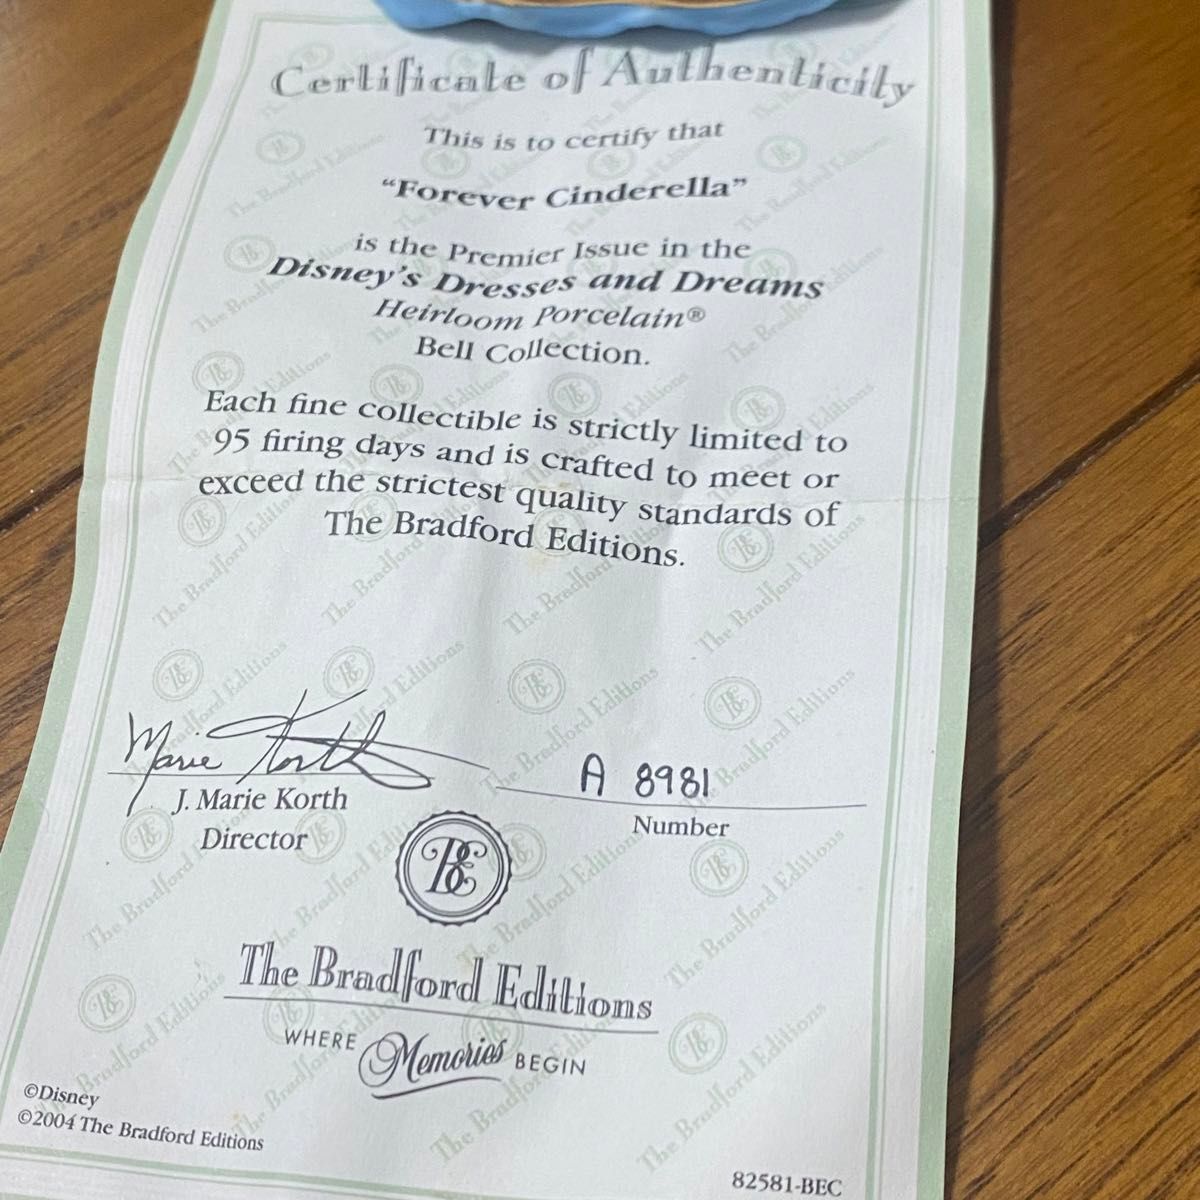 Certificate of Authenticity
This is to certify that
“Forever Cinderella”
is the Premier Issue in the
Disney's Dresses and Dreams
Heirloom Porcelain®
Bell Collection.
Each fine collectible is strictly limited to
95 firing days and is crafted to meet or
exceed the strictest quality standards of
The Bradford Editions.
Marie Korth
J. Marie Korth
Director
A 8981
Number
BE
The Bradford Editions
WHERE Memories BEGIN
©Disney
©2004 The Bradford Editions
82581-BEC